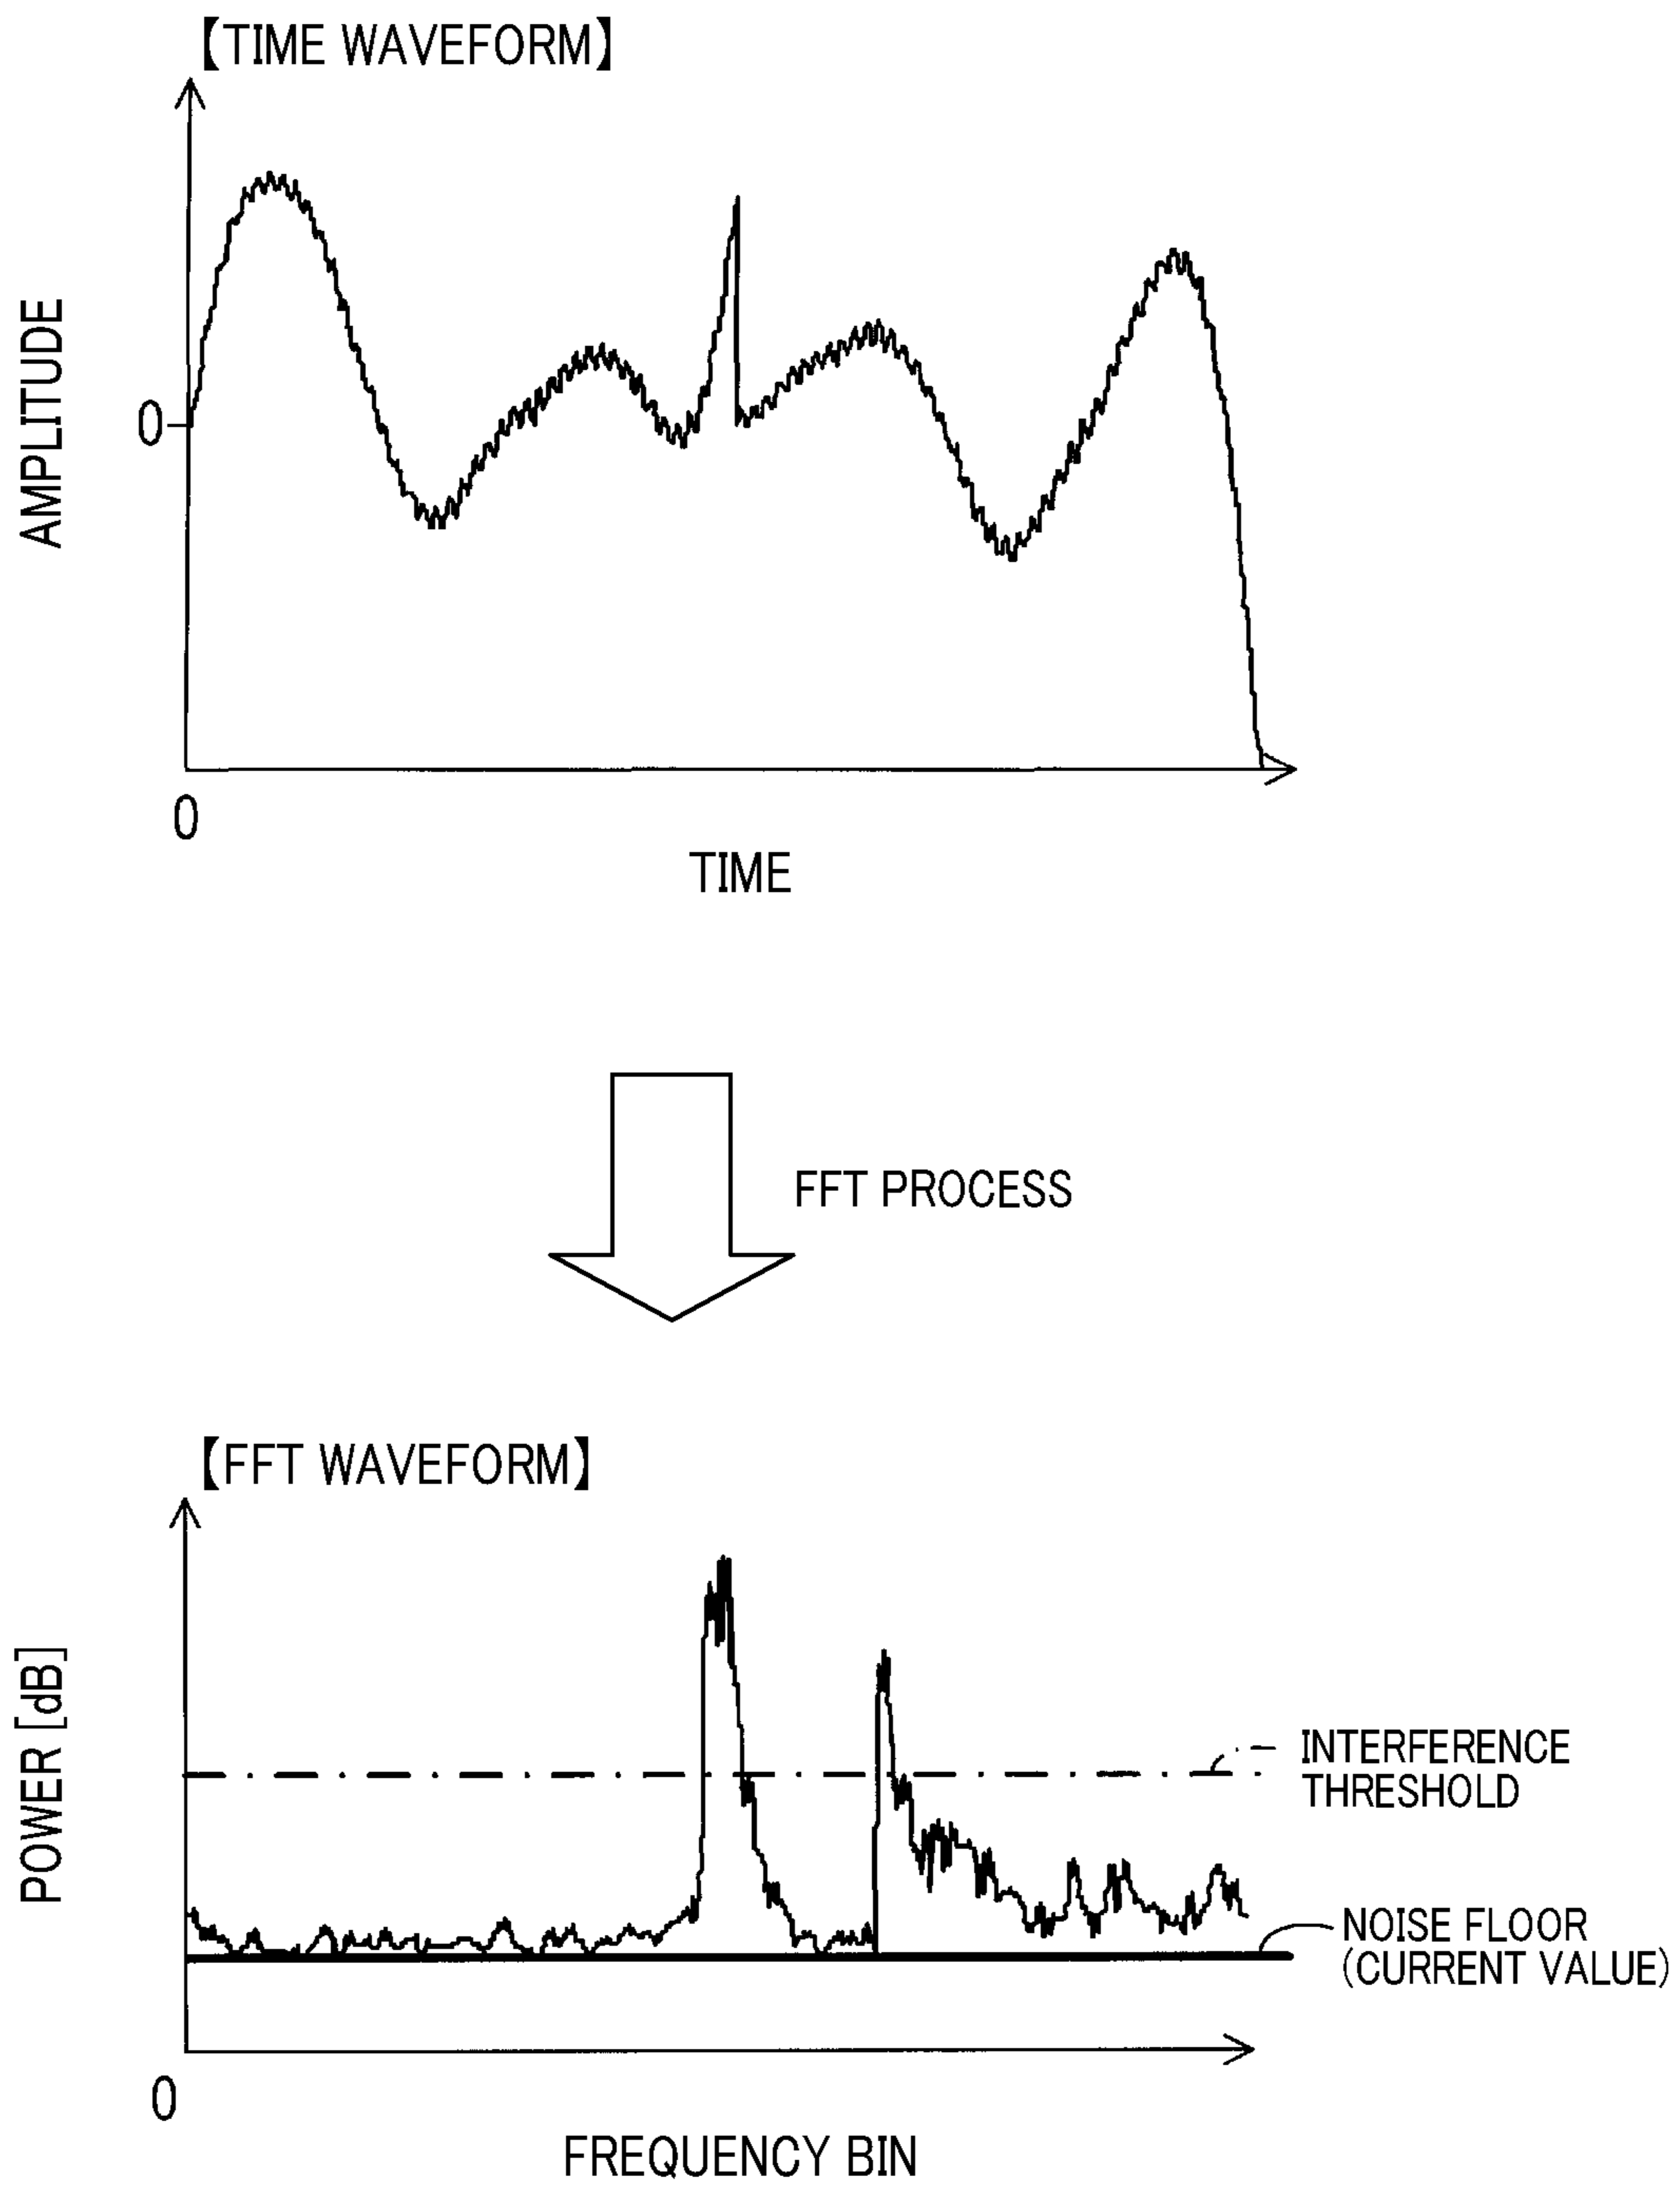 【TIME WAVEFORM】
AMPLITUDE
0
0
TIME
FFT PROCESS
【FFT WAVEFORM】
POWER [dB]
INTERFERENCE
THRESHOLD
NOISE FLOOR
(CURRENT VALUE)
0
FREQUENCY BIN